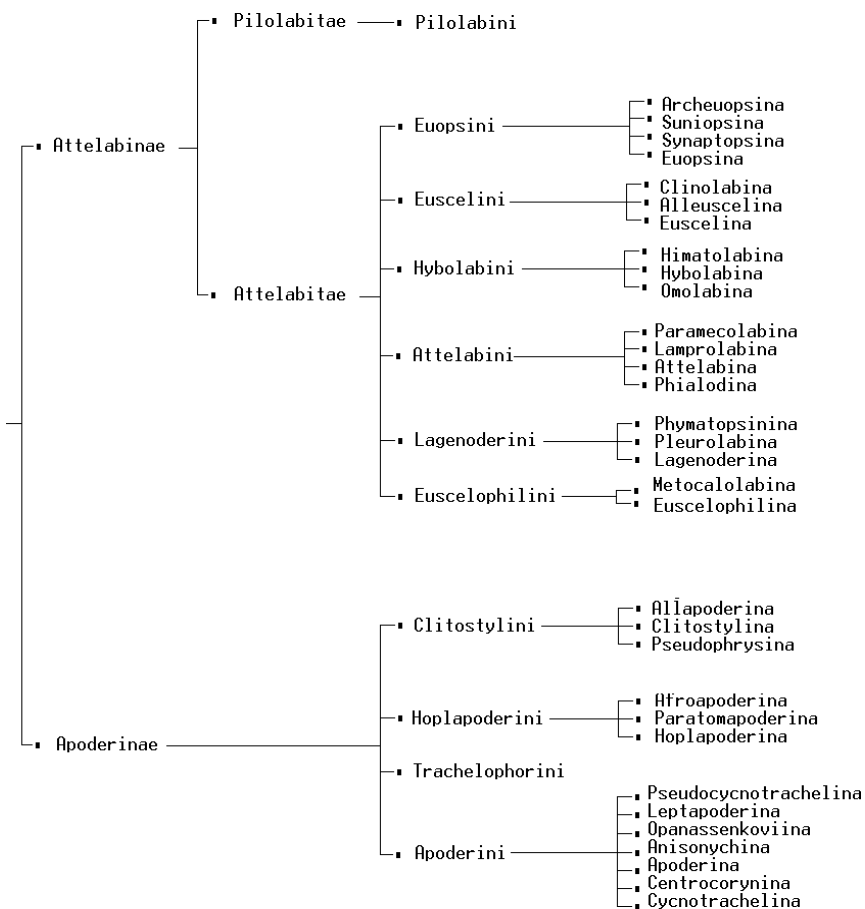 Pilolabitae
Pilolabini
Archeuopsina
Euopsini
Suniopsina
Attelabinae
Synaptopsina
Euopsina
Clinolabina
Euscelini
Alleuscelina
Euscelina
Himatolabina
Hybolabini
Hybolabina
Attelabitae
Omolabina
Paramecolabina
Attelabini
Lamprolabina
Attelabina
Phialodina
Phymatopsinina
Lagenoderini
Pleurolabina
Lagenoderina
Metocalolabina
Euscelophilini
Euscelophilina
Allapoderina
Clitostylini
Clitostylina
Pseudophrysina
Afroapoderina
Hoplapoderini
Paratomapoderina
Hoplapoderina
Apoderinae
Trachelophorini
Pseudocycnotrachelina
Leptapoderina
Opanassenkoviina
Apoderini
Anisonychina
Apoderina
Centrocorynina
Cycnotrachelina